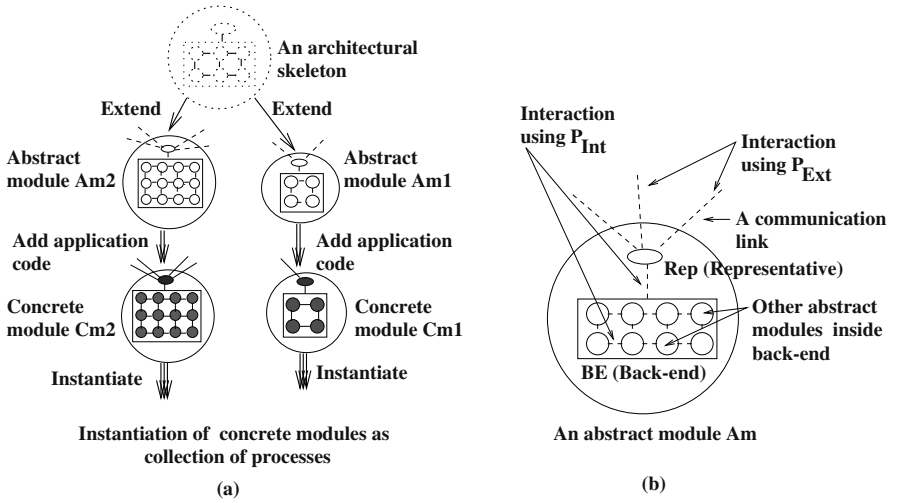 An architectural
skeleton
Extend
Extend
Abstract
module Am2
Abstract
module Am1
Add application
code
Add application
code
Concrete
module Cm2
Concrete
module Cm1
Instantiate
Instantiate
Instantiation of concrete modules as
collection of processes
(a)
Interaction
using P_Int
Interaction
using P_Ext
A communication
link
Rep (Representative)
Other abstract
modules inside
back-end
BE (Back-end)
An abstract module Am
(b)